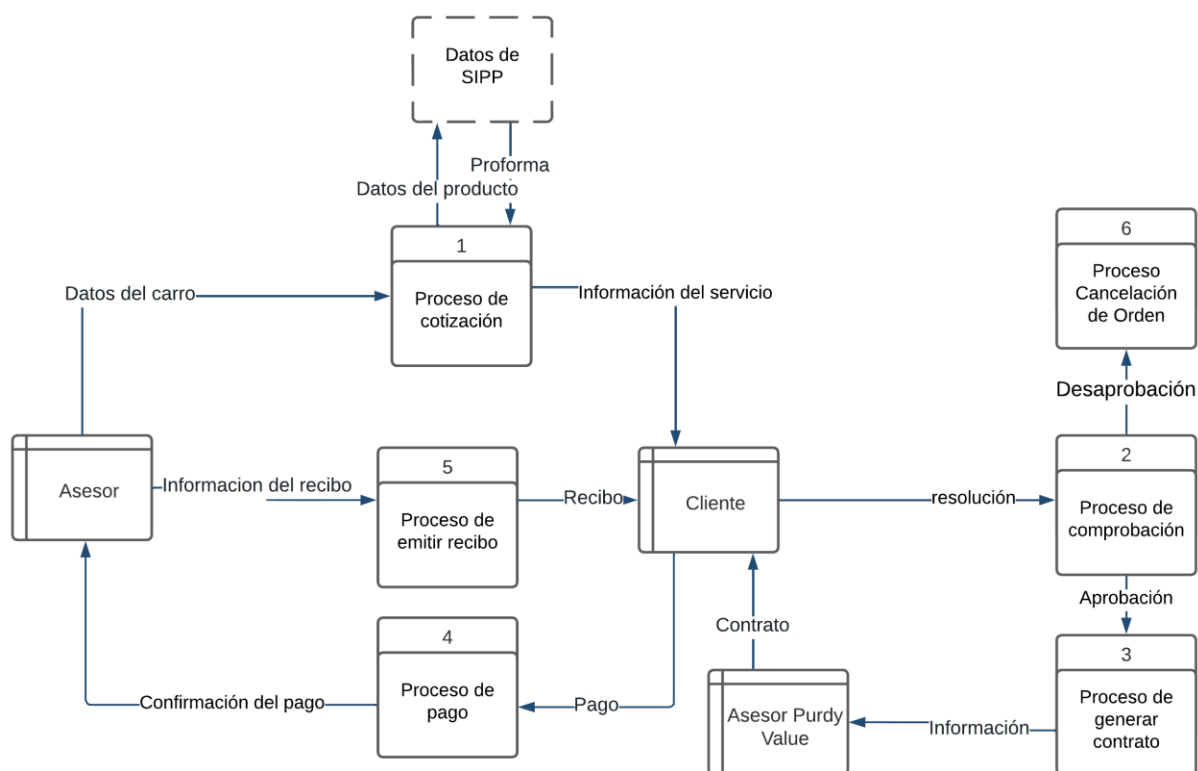 Datos de
SIPP
Proforma
Datos del producto
1
Proceso de
cotización
Datos del carro
Información del servicio
6
Proceso
Cancelación
de Orden
Desaprobación
Asesor
Informacion del recibo
5
Proceso de
emitir recibo
Recibo
Cliente
resolución
2
Proceso de
comprobación
Aprobación
Contrato
4
Proceso de
pago
Confirmación del pago
Pago
Asesor Purdy
Value
Información
3
Proceso de
generar
contrato